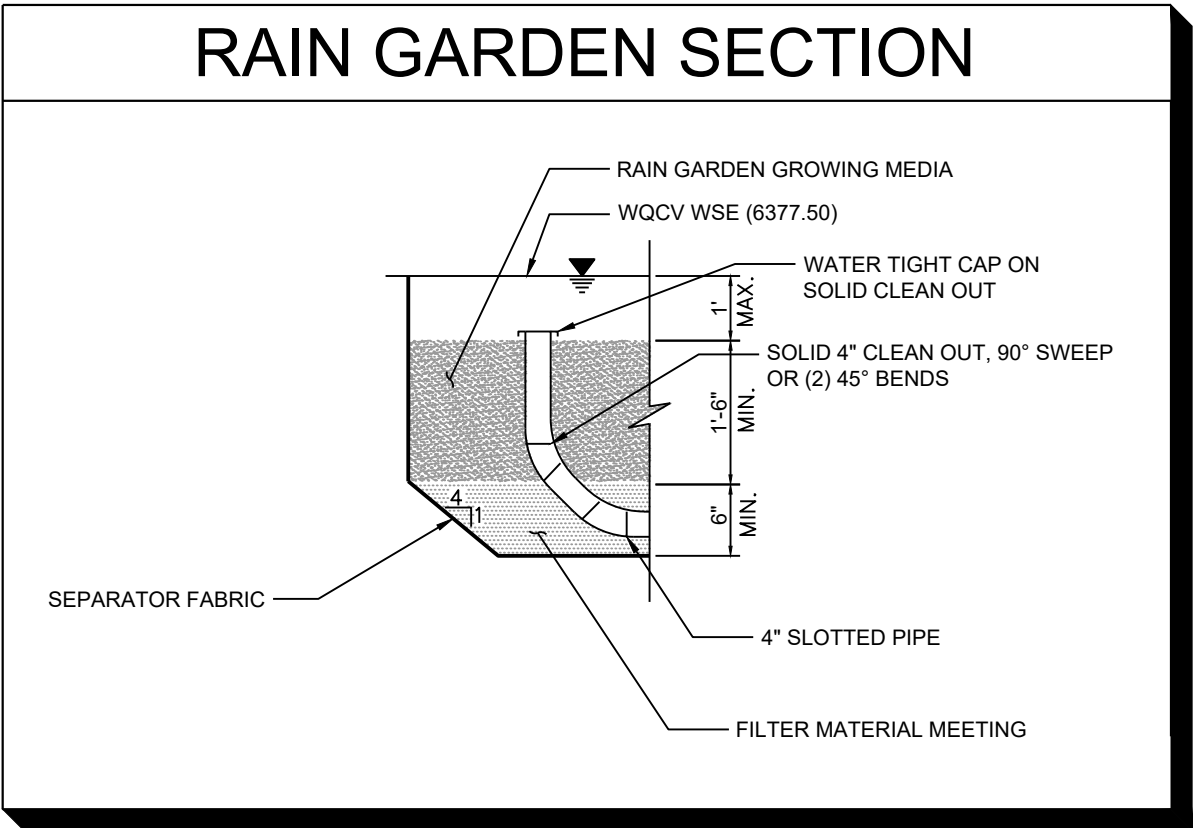 RAIN GARDEN SECTION
RAIN GARDEN GROWING MEDIA
WQCV WSE (6377.50)
WATER TIGHT CAP ON
SOLID CLEAN OUT
1'
MAX.
SOLID 4" CLEAN OUT, 90° SWEEP
OR (2) 45° BENDS
1'-6"
MIN.
4
1
6"
MIN.
SEPARATOR FABRIC
4" SLOTTED PIPE
FILTER MATERIAL MEETING